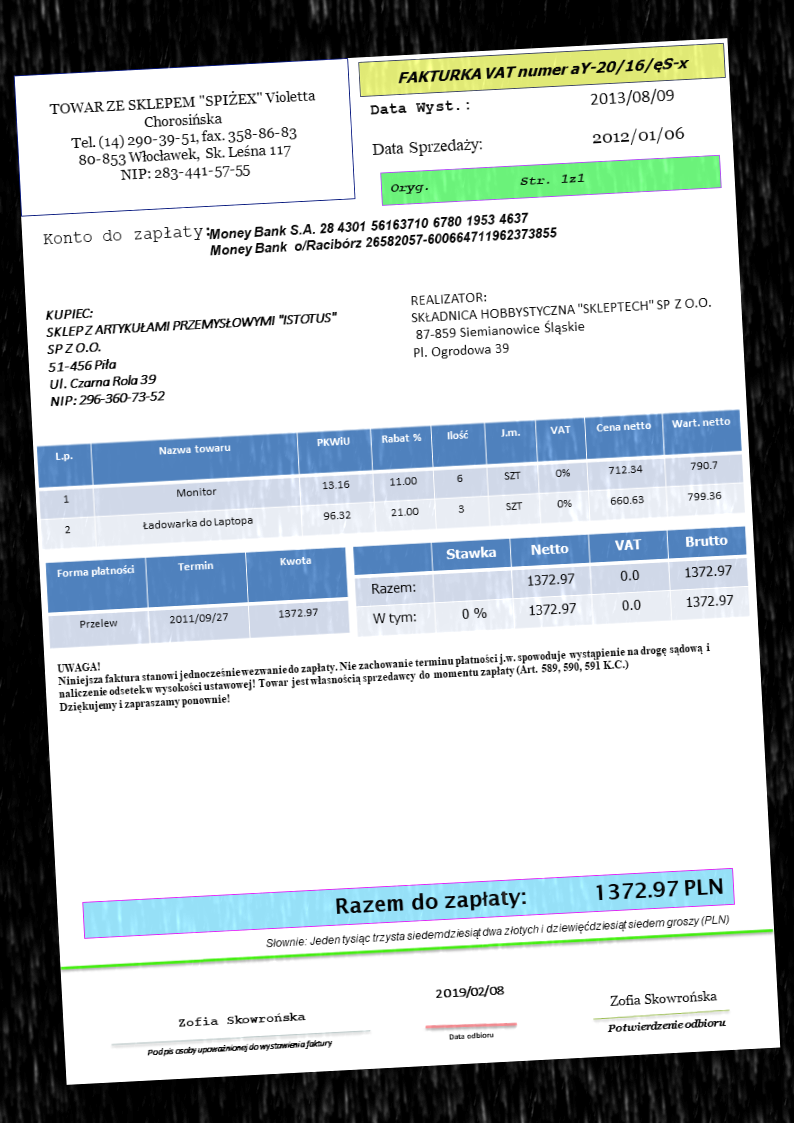 TOWAR ZE SKLEPEM "SPIŻEX" Violetta
Chorosińska
Tel. (14) 290-39-51, fax. 358-86-83
80-853 Włocławek, Sk. Leśna 117
NIP: 283-441-57-55
FAKTURKA VAT numer aY-20/16/ęS-x
Data Wyst.: 2013/08/09
Data Sprzedaży: 2012/01/06
Oryg. Str. 1z1
Konto do zapłaty: Money Bank S.A. 28 4301 56163710 6780 1953 4637
Money Bank o/Racibórz 26582057-600664711962373855
KUPIEC:
SKLEP Z ARTYKUŁAMI PRZEMYSŁOWYMI "ISTOTUS"
SP Z O.O.
51-456 Piła
Ul. Czarna Rola 39
NIP: 296-360-73-52
REALIZATOR:
SKŁADNICA HOBBYSTYCZNA "SKLEPTECH" SP Z O.O.
87-859 Siemianowice Śląskie
Pl. Ogrodowa 39
L.p. Nazwa towaru PKWiU Rabat % Ilość J.m. VAT Cena netto Wart. netto
1 Monitor 13.16 11.00 6 SZT 0% 712.34 790.7
2 Ładowarka do Laptopa 96.32 21.00 3 SZT 0% 660.63 799.36
Forma płatności Termin Kwota
Przelew 2011/09/27 1372.97
Stawka Netto VAT Brutto
Razem: 1372.97 0.0 1372.97
W tym: 0 % 1372.97 0.0 1372.97
UWAGA!
Niniejsza faktura stanowi jednocześnie wezwanie do zapłaty. Nie zachowanie terminu płatności j.w. spowoduje wystąpienie na drogę sądową i
naliczenie odsetek w wysokości ustawowej! Towar jest własnością sprzedawcy do momentu zapłaty (Art. 589, 590, 591 K.C.)
Dziękujemy i zapraszamy ponownie!
Razem do zapłaty: 1372.97 PLN
Słownie: Jeden tysiąc trzysta siedemdziesiąt dwa złotych i dziewięćdziesiąt siedem groszy (PLN)
Zofia Skowrońska
Podpis osoby upoważnionej do wystawienia faktury
2019/02/08
Data odbioru
Zofia Skowrońska
Potwierdzenie odbioru